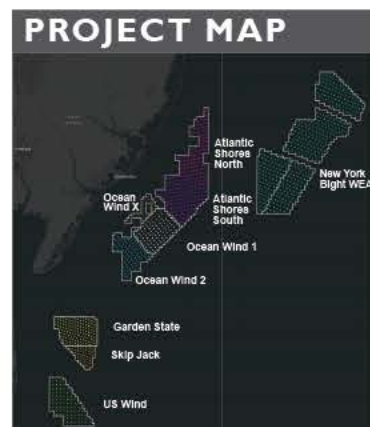 PROJECT MAP
Atlantic
Shores
North
New York
Bight WEA
Ocean
Wind X
Atlantic
Shores
South
Ocean Wind 1
Ocean Wind 2
Garden State
Skip Jack
US Wind